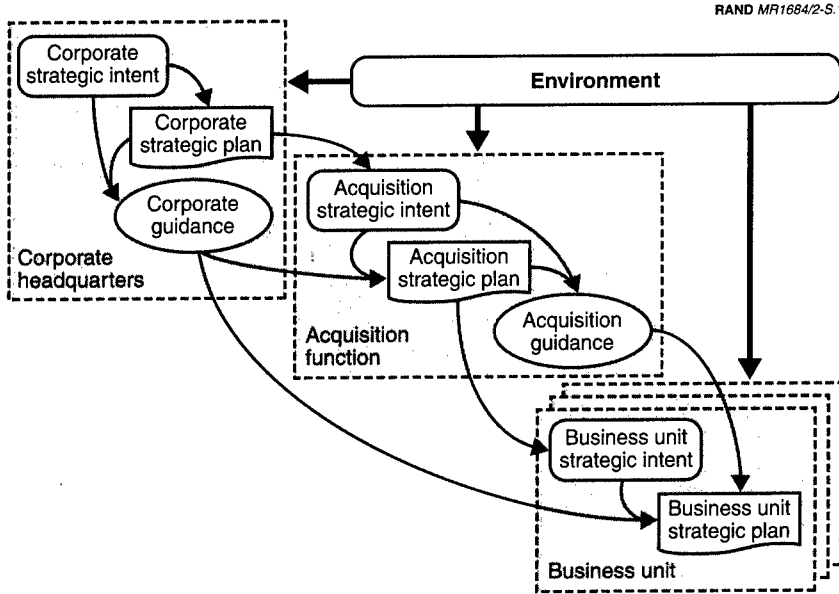 RAND MR1684/2-S.
Corporate
strategic intent
Environment
Corporate
strategic plan
Acquisition
strategic intent
Corporate
guidance
Corporate
headquarters
Acquisition
strategic plan
Acquisition
guidance
Acquisition
function
Business unit
strategic intent
Business unit
strategic plan
Business unit